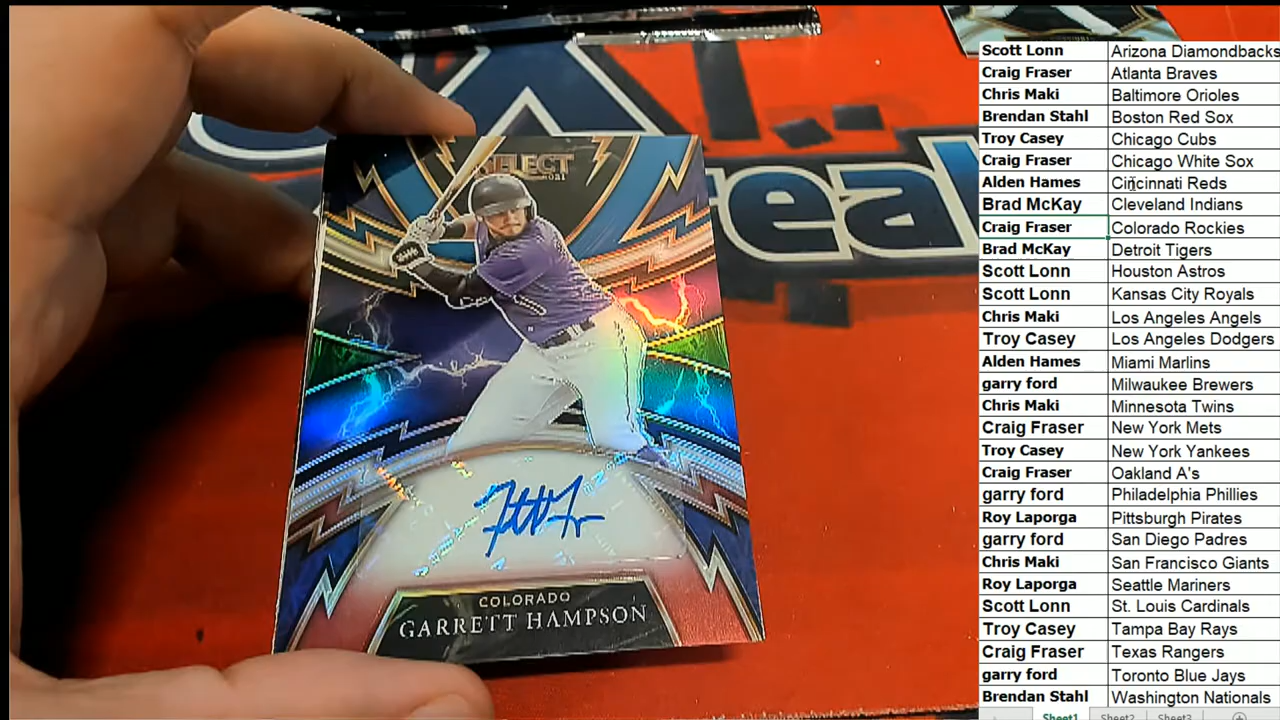 SELECT
2021
real
COLORADO
GARRETT HAMPSON
Scott Lonn Arizona Diamondbacks
Craig Fraser Atlanta Braves
Chris Maki Baltimore Orioles
Brendan Stahl Boston Red Sox
Troy Casey Chicago Cubs
Craig Fraser Chicago White Sox
Alden Hames Cincinnati Reds
Brad McKay Cleveland Indians
Craig Fraser Colorado Rockies
Brad McKay Detroit Tigers
Scott Lonn Houston Astros
Scott Lonn Kansas City Royals
Chris Maki Los Angeles Angels
Troy Casey Los Angeles Dodgers
Alden Hames Miami Marlins
garry ford Milwaukee Brewers
Chris Maki Minnesota Twins
Craig Fraser New York Mets
Troy Casey New York Yankees
Craig Fraser Oakland A's
garry ford Philadelphia Phillies
Roy Laporga Pittsburgh Pirates
garry ford San Diego Padres
Chris Maki San Francisco Giants
Roy Laporga Seattle Mariners
Scott Lonn St. Louis Cardinals
Troy Casey Tampa Bay Rays
Craig Fraser Texas Rangers
garry ford Toronto Blue Jays
Brendan Stahl Washington Nationals
Sheet1 Sheet2 Sheet3